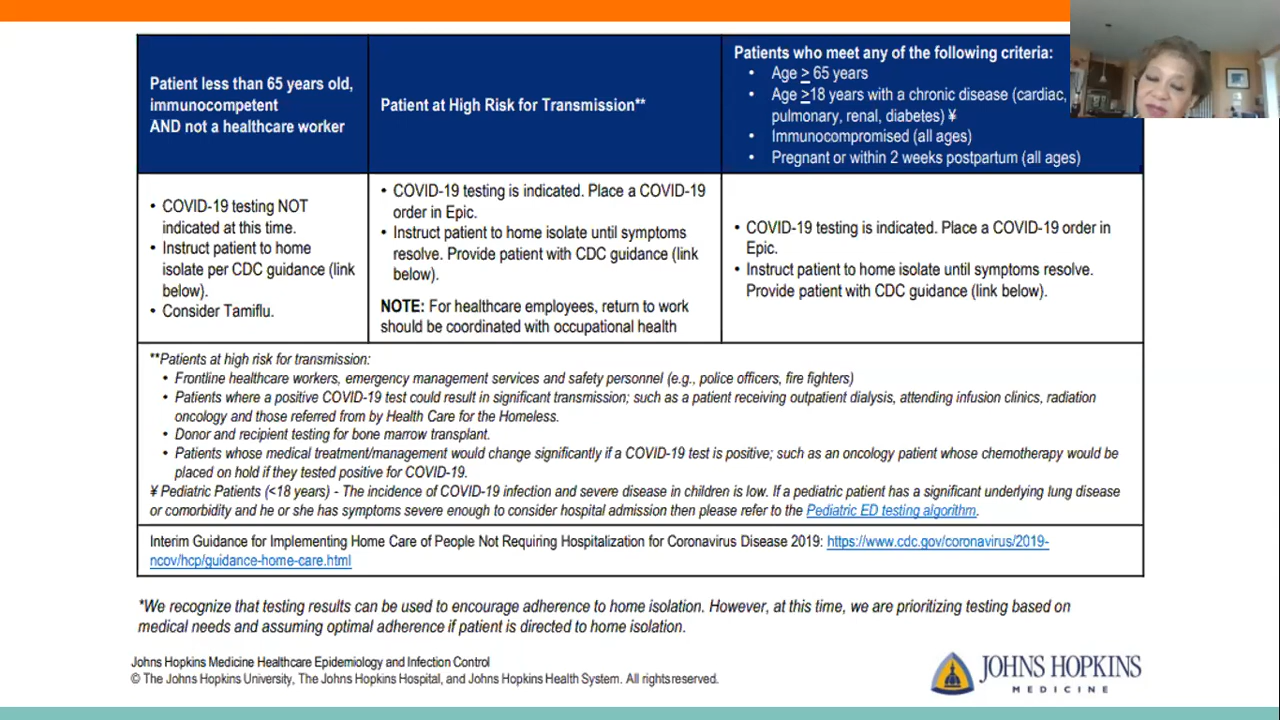 Patient less than 65 years old,
immunocompetent
AND not a healthcare worker
Patient at High Risk for Transmission**
Patients who meet any of the following criteria:
• Age > 65 years
• Age >18 years with a chronic disease (cardiac,
pulmonary, renal, diabetes) ¥
• Immunocompromised (all ages)
• Pregnant or within 2 weeks postpartum (all ages)
• COVID-19 testing NOT
indicated at this time.
• Instruct patient to home
isolate per CDC guidance (link
below).
• Consider Tamiflu.
• COVID-19 testing is indicated. Place a COVID-19
order in Epic.
• Instruct patient to home isolate until symptoms
resolve. Provide patient with CDC guidance (link
below).
NOTE: For healthcare employees, return to work
should be coordinated with occupational health
• COVID-19 testing is indicated. Place a COVID-19 order in
Epic.
• Instruct patient to home isolate until symptoms resolve.
Provide patient with CDC guidance (link below).
**Patients at high risk for transmission:
• Frontline healthcare workers, emergency management services and safety personnel (e.g., police officers, fire fighters)
• Patients where a positive COVID-19 test could result in significant transmission; such as a patient receiving outpatient dialysis, attending infusion clinics, radiation
oncology and those referred from by Health Care for the Homeless.
• Donor and recipient testing for bone marrow transplant.
• Patients whose medical treatment/management would change significantly if a COVID-19 test is positive; such as an oncology patient whose chemotherapy would be
placed on hold if they tested positive for COVID-19.
¥ Pediatric Patients (<18 years) - The incidence of COVID-19 infection and severe disease in children is low. If a pediatric patient has a significant underlying lung disease
or comorbidity and he or she has symptoms severe enough to consider hospital admission then please refer to the Pediatric ED testing algorithm.
Interim Guidance for Implementing Home Care of People Not Requiring Hospitalization for Coronavirus Disease 2019: https://www.cdc.gov/coronavirus/2019-
ncov/hcp/guidance-home-care.html
*We recognize that testing results can be used to encourage adherence to home isolation. However, at this time, we are prioritizing testing based on
medical needs and assuming optimal adherence if patient is directed to home isolation.
Johns Hopkins Medicine Healthcare Epidemiology and Infection Control
© The Johns Hopkins University, The Johns Hopkins Hospital, and Johns Hopkins Health System. All rights reserved.
JOHNS HOPKINS
MEDICINE